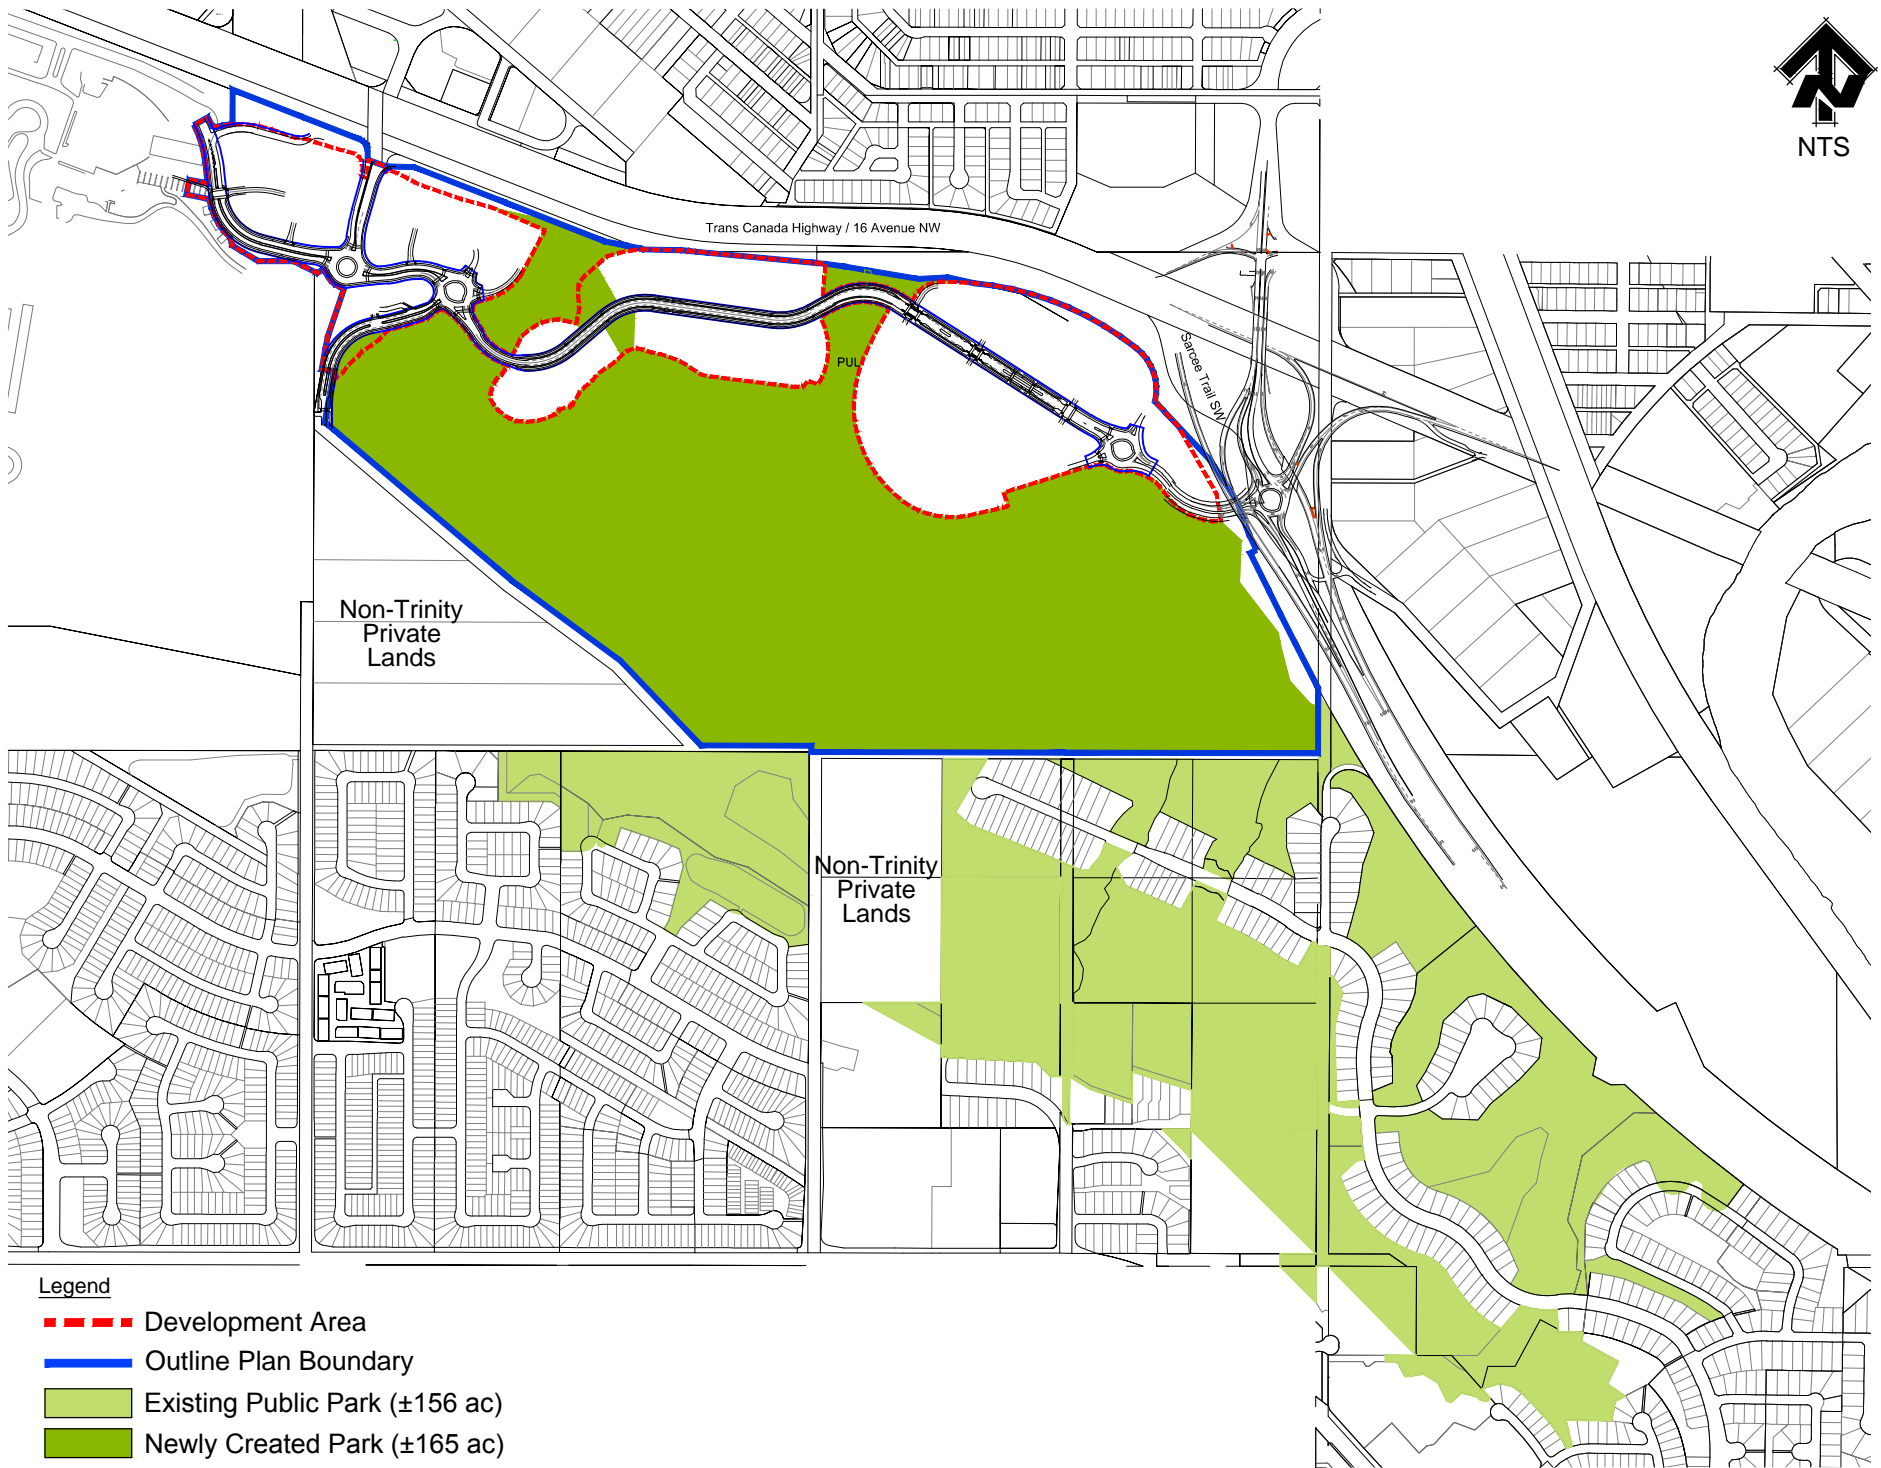 NTS
Trans Canada Highway / 16 Avenue NW
Sarcee Trail SW
PUL
Non-Trinity
Private
Lands
Non-Trinity
Private
Lands
Legend
Development Area
Outline Plan Boundary
Existing Public Park (±156 ac)
Newly Created Park (±165 ac)